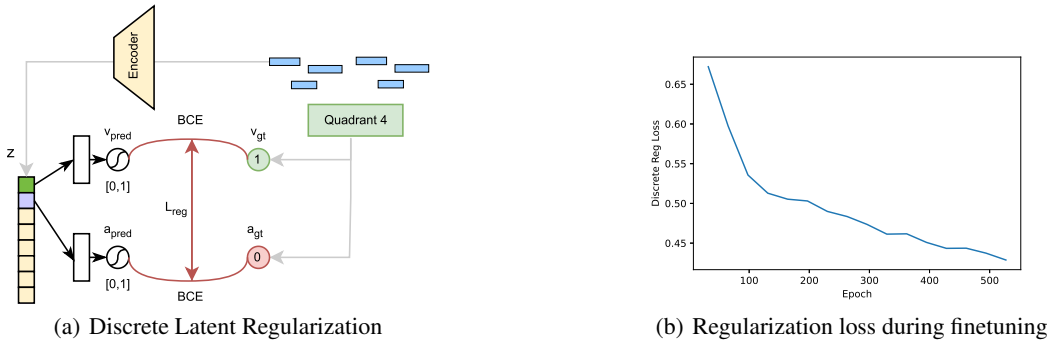 Encoder
Quadrant 4
BCE
v_pred
v_gt
1
[0,1]
z
L_reg
a_pred
a_gt
0
[0,1]
BCE
(a) Discrete Latent Regularization
Discrete Reg Loss
0.65
0.60
0.55
0.50
0.45
100 200 300 400 500
Epoch
(b) Regularization loss during finetuning